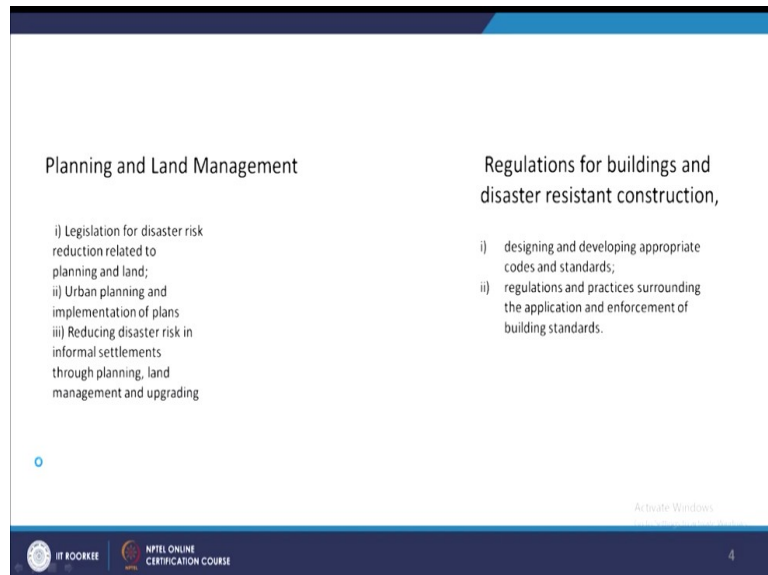 Planning and Land Management
i) Legislation for disaster risk
reduction related to
planning and land;
ii) Urban planning and
implementation of plans
iii) Reducing disaster risk in
informal settlements
through planning, land
management and upgrading
Regulations for buildings and
disaster resistant construction,
i) designing and developing appropriate
codes and standards;
ii) regulations and practices surrounding
the application and enforcement of
building standards.
Activate Windows
IIT ROORKEE
NPTEL ONLINE
CERTIFICATION COURSE
4